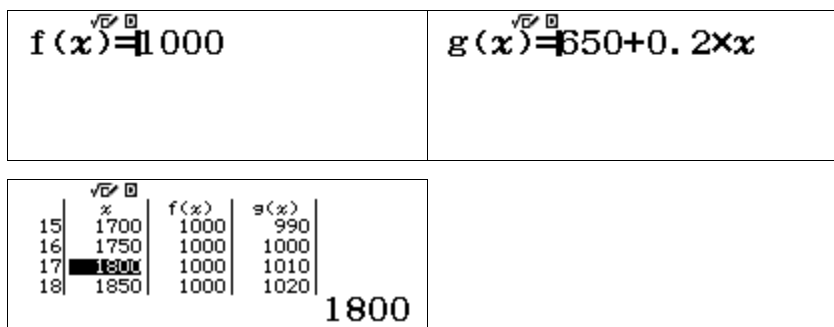 √▱ D
f(x)=1000
√▱ D
g(x)=650+0.2×x
√▱ D
x f(x) g(x)
15 1700 1000 990
16 1750 1000 1000
17 1800 1000 1010
18 1850 1000 1020
1800